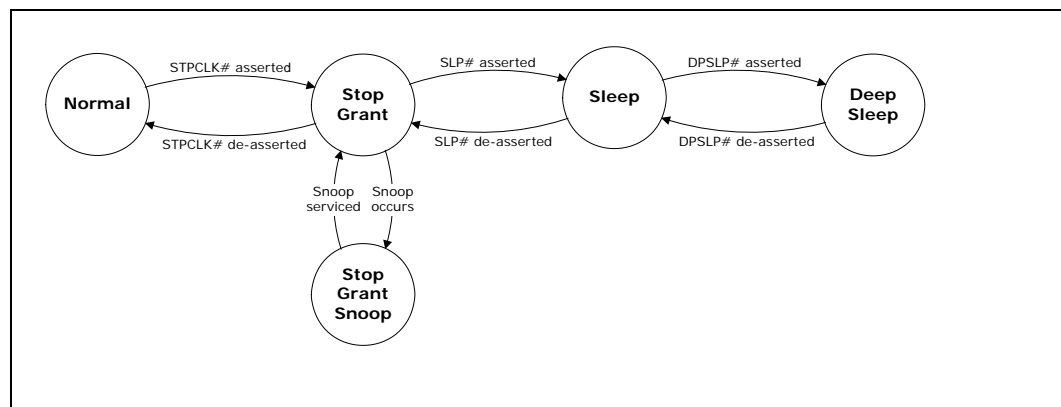 STPCLK# asserted
SLP# asserted
DPSLP# asserted
Normal
Stop
Grant
Sleep
Deep
Sleep
STPCLK# de-asserted
SLP# de-asserted
DPSLP# de-asserted
Snoop
serviced
Snoop
occurs
Stop
Grant
Snoop